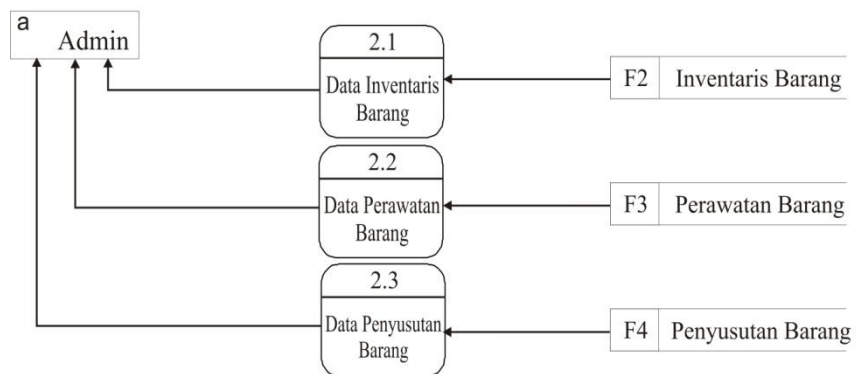 a
Admin
2.1
Data Inventaris
Barang
F2 Inventaris Barang
2.2
Data Perawatan
Barang
F3 Perawatan Barang
2.3
Data Penyusutan
Barang
F4 Penyusutan Barang